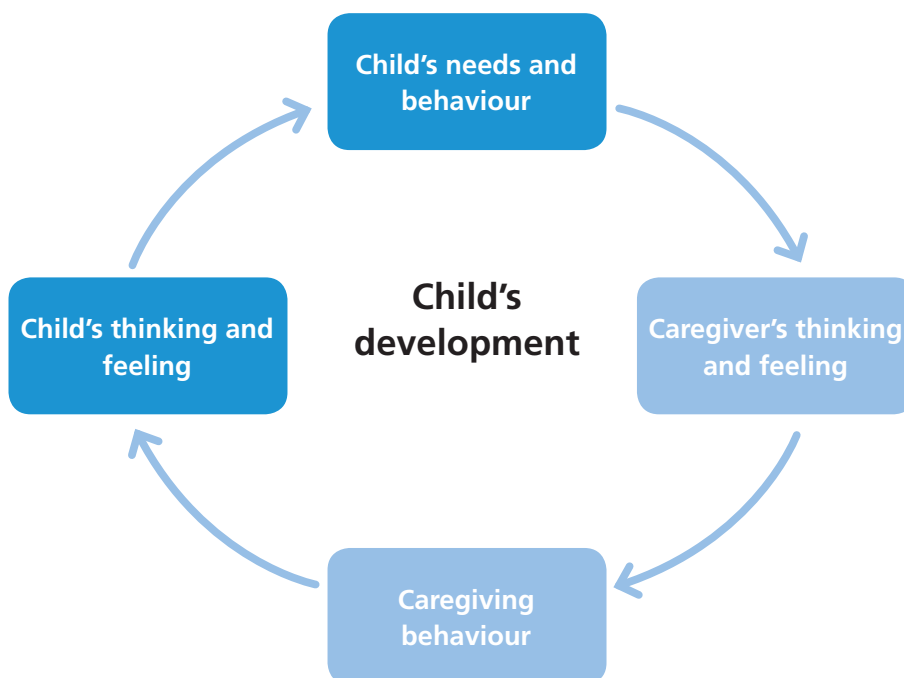 Child’s needs and
behaviour
Child’s thinking and
feeling
Child’s
development
Caregiver’s thinking
and feeling
Caregiving
behaviour